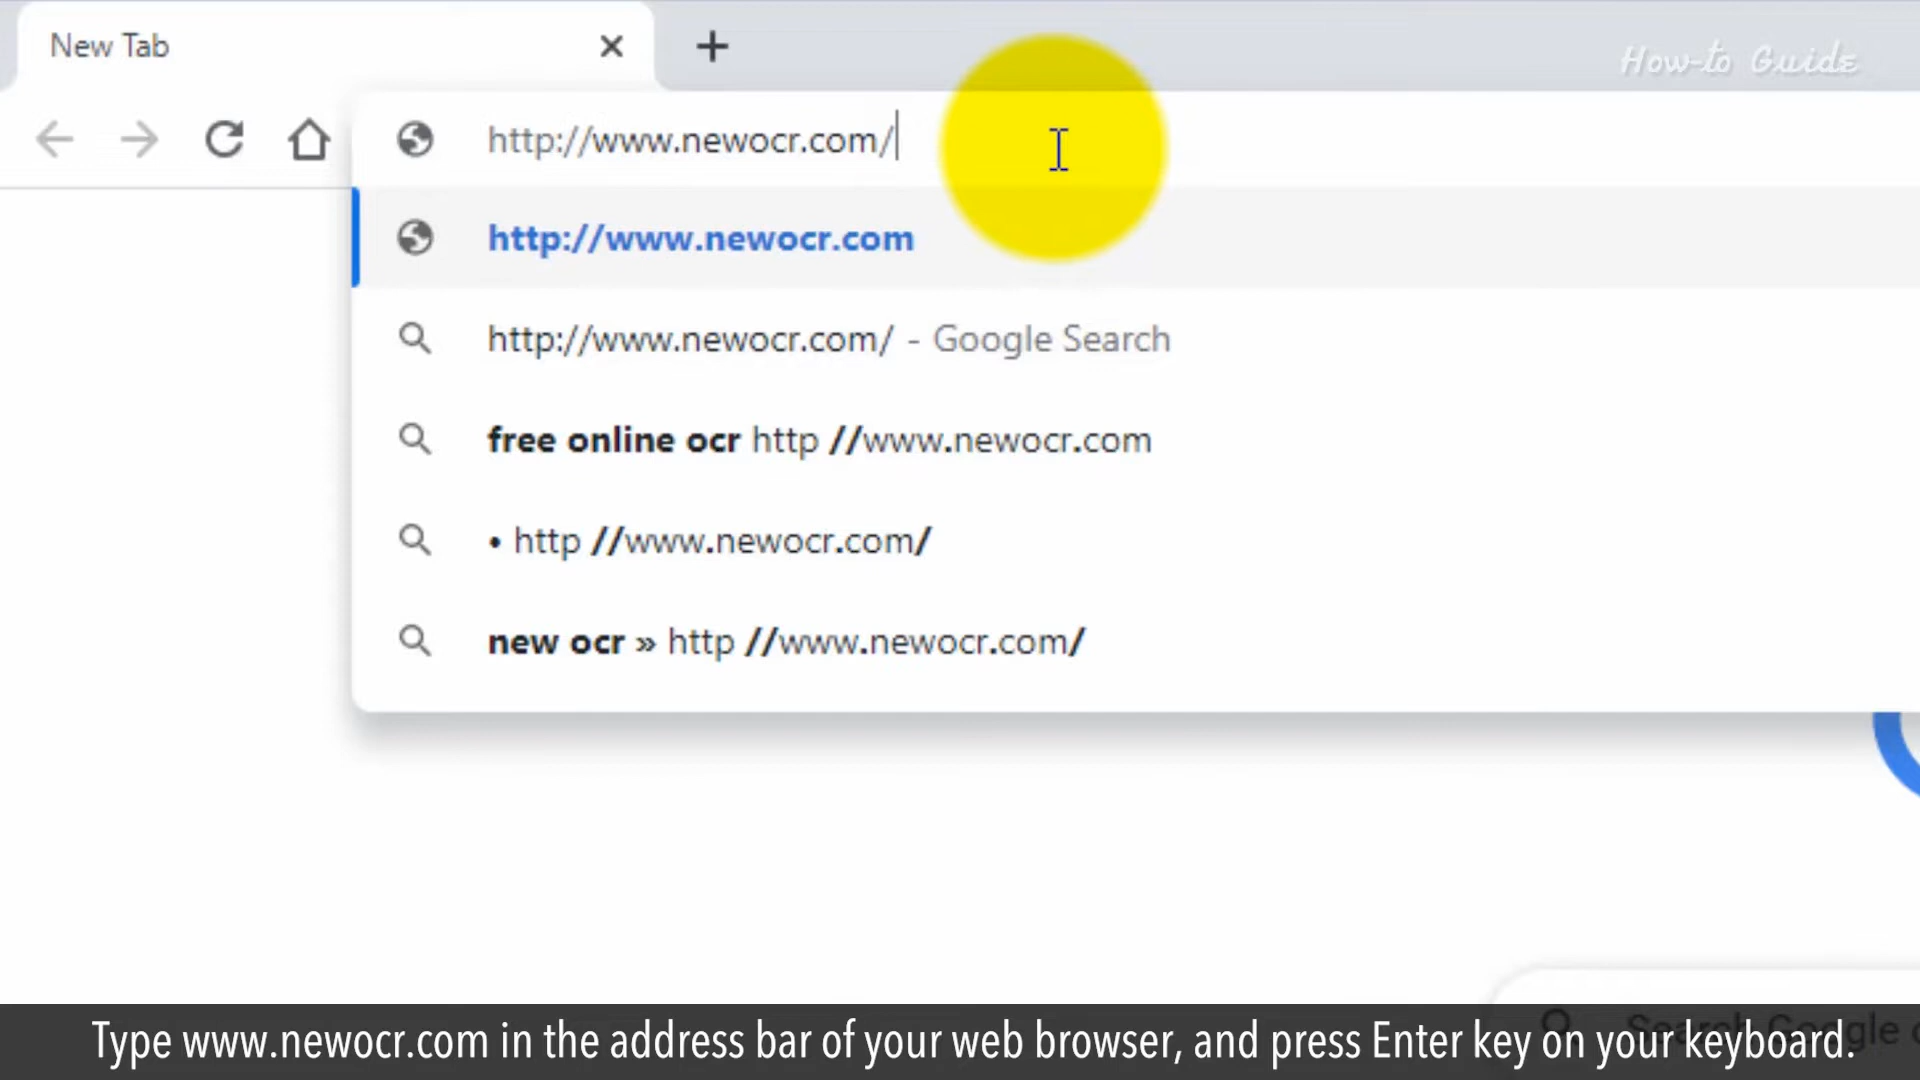 New Tab
How-to Guide
http://www.newocr.com/
http://www.newocr.com
http://www.newocr.com/ - Google Search
free online ocr http //www.newocr.com
• http //www.newocr.com/
new ocr » http //www.newocr.com/
Search Google o
Type www.newocr.com in the address bar of your web browser, and press Enter key on your keyboard.